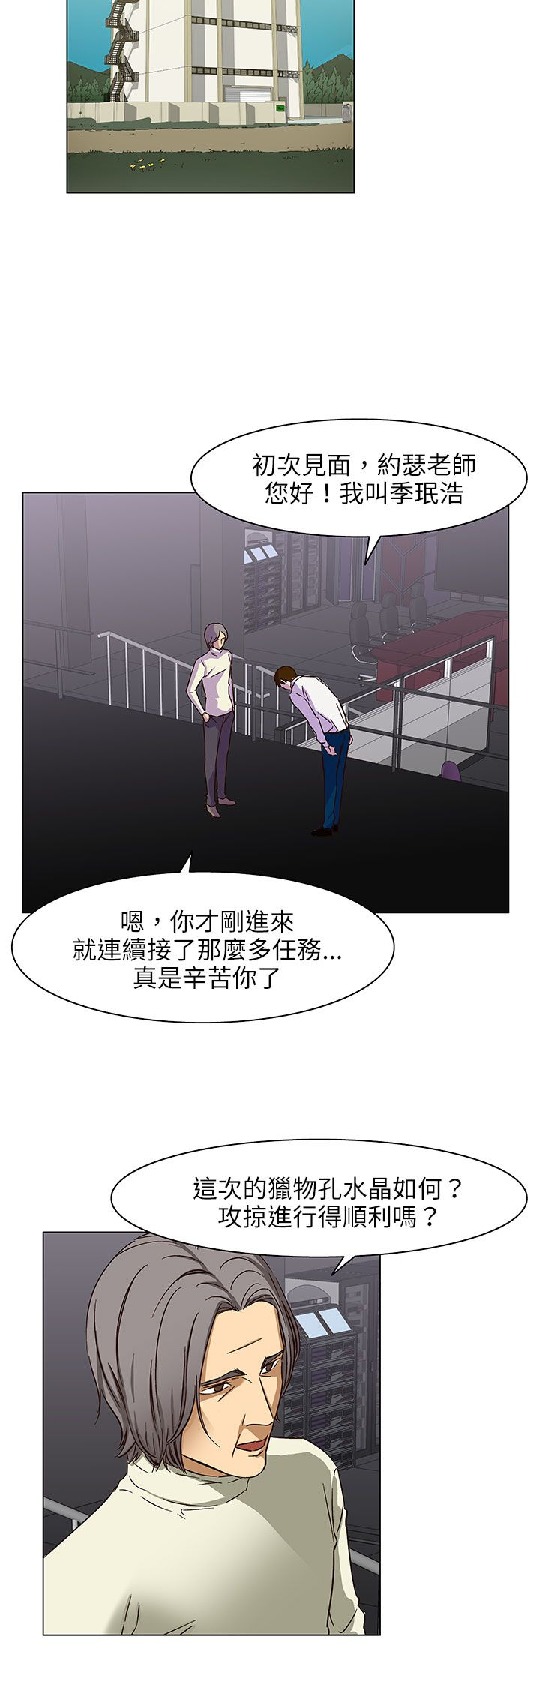 初次見面，約瑟老師
您好！我叫季珉浩
嗯，你才剛進來
就連續接了那麼多任務...
真是辛苦你了
這次的獵物孔水晶如何？
攻掠進行得順利嗎？